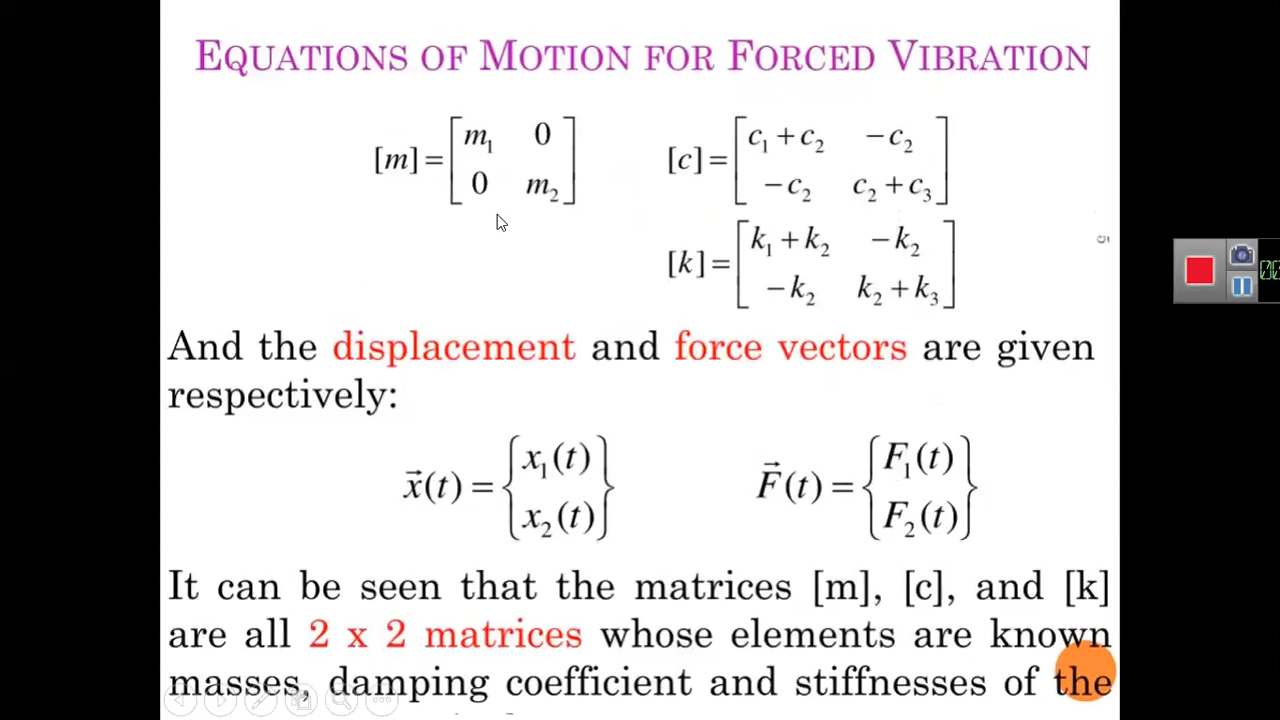 EQUATIONS OF MOTION FOR FORCED VIBRATION
[m] = [m₁ 0; 0 m₂]  [c] = [c₁ + c₂ −c₂; −c₂ c₂ + c₃]
[k] = [k₁ + k₂ −k₂; −k₂ k₂ + k₃]
5
And the displacement and force vectors are given
respectively:
x⃗(t) = {x₁(t); x₂(t)}  F⃗(t) = {F₁(t); F₂(t)}
It can be seen that the matrices [m], [c], and [k]
are all 2 x 2 matrices whose elements are known
masses, damping coefficient and stiffnesses of the